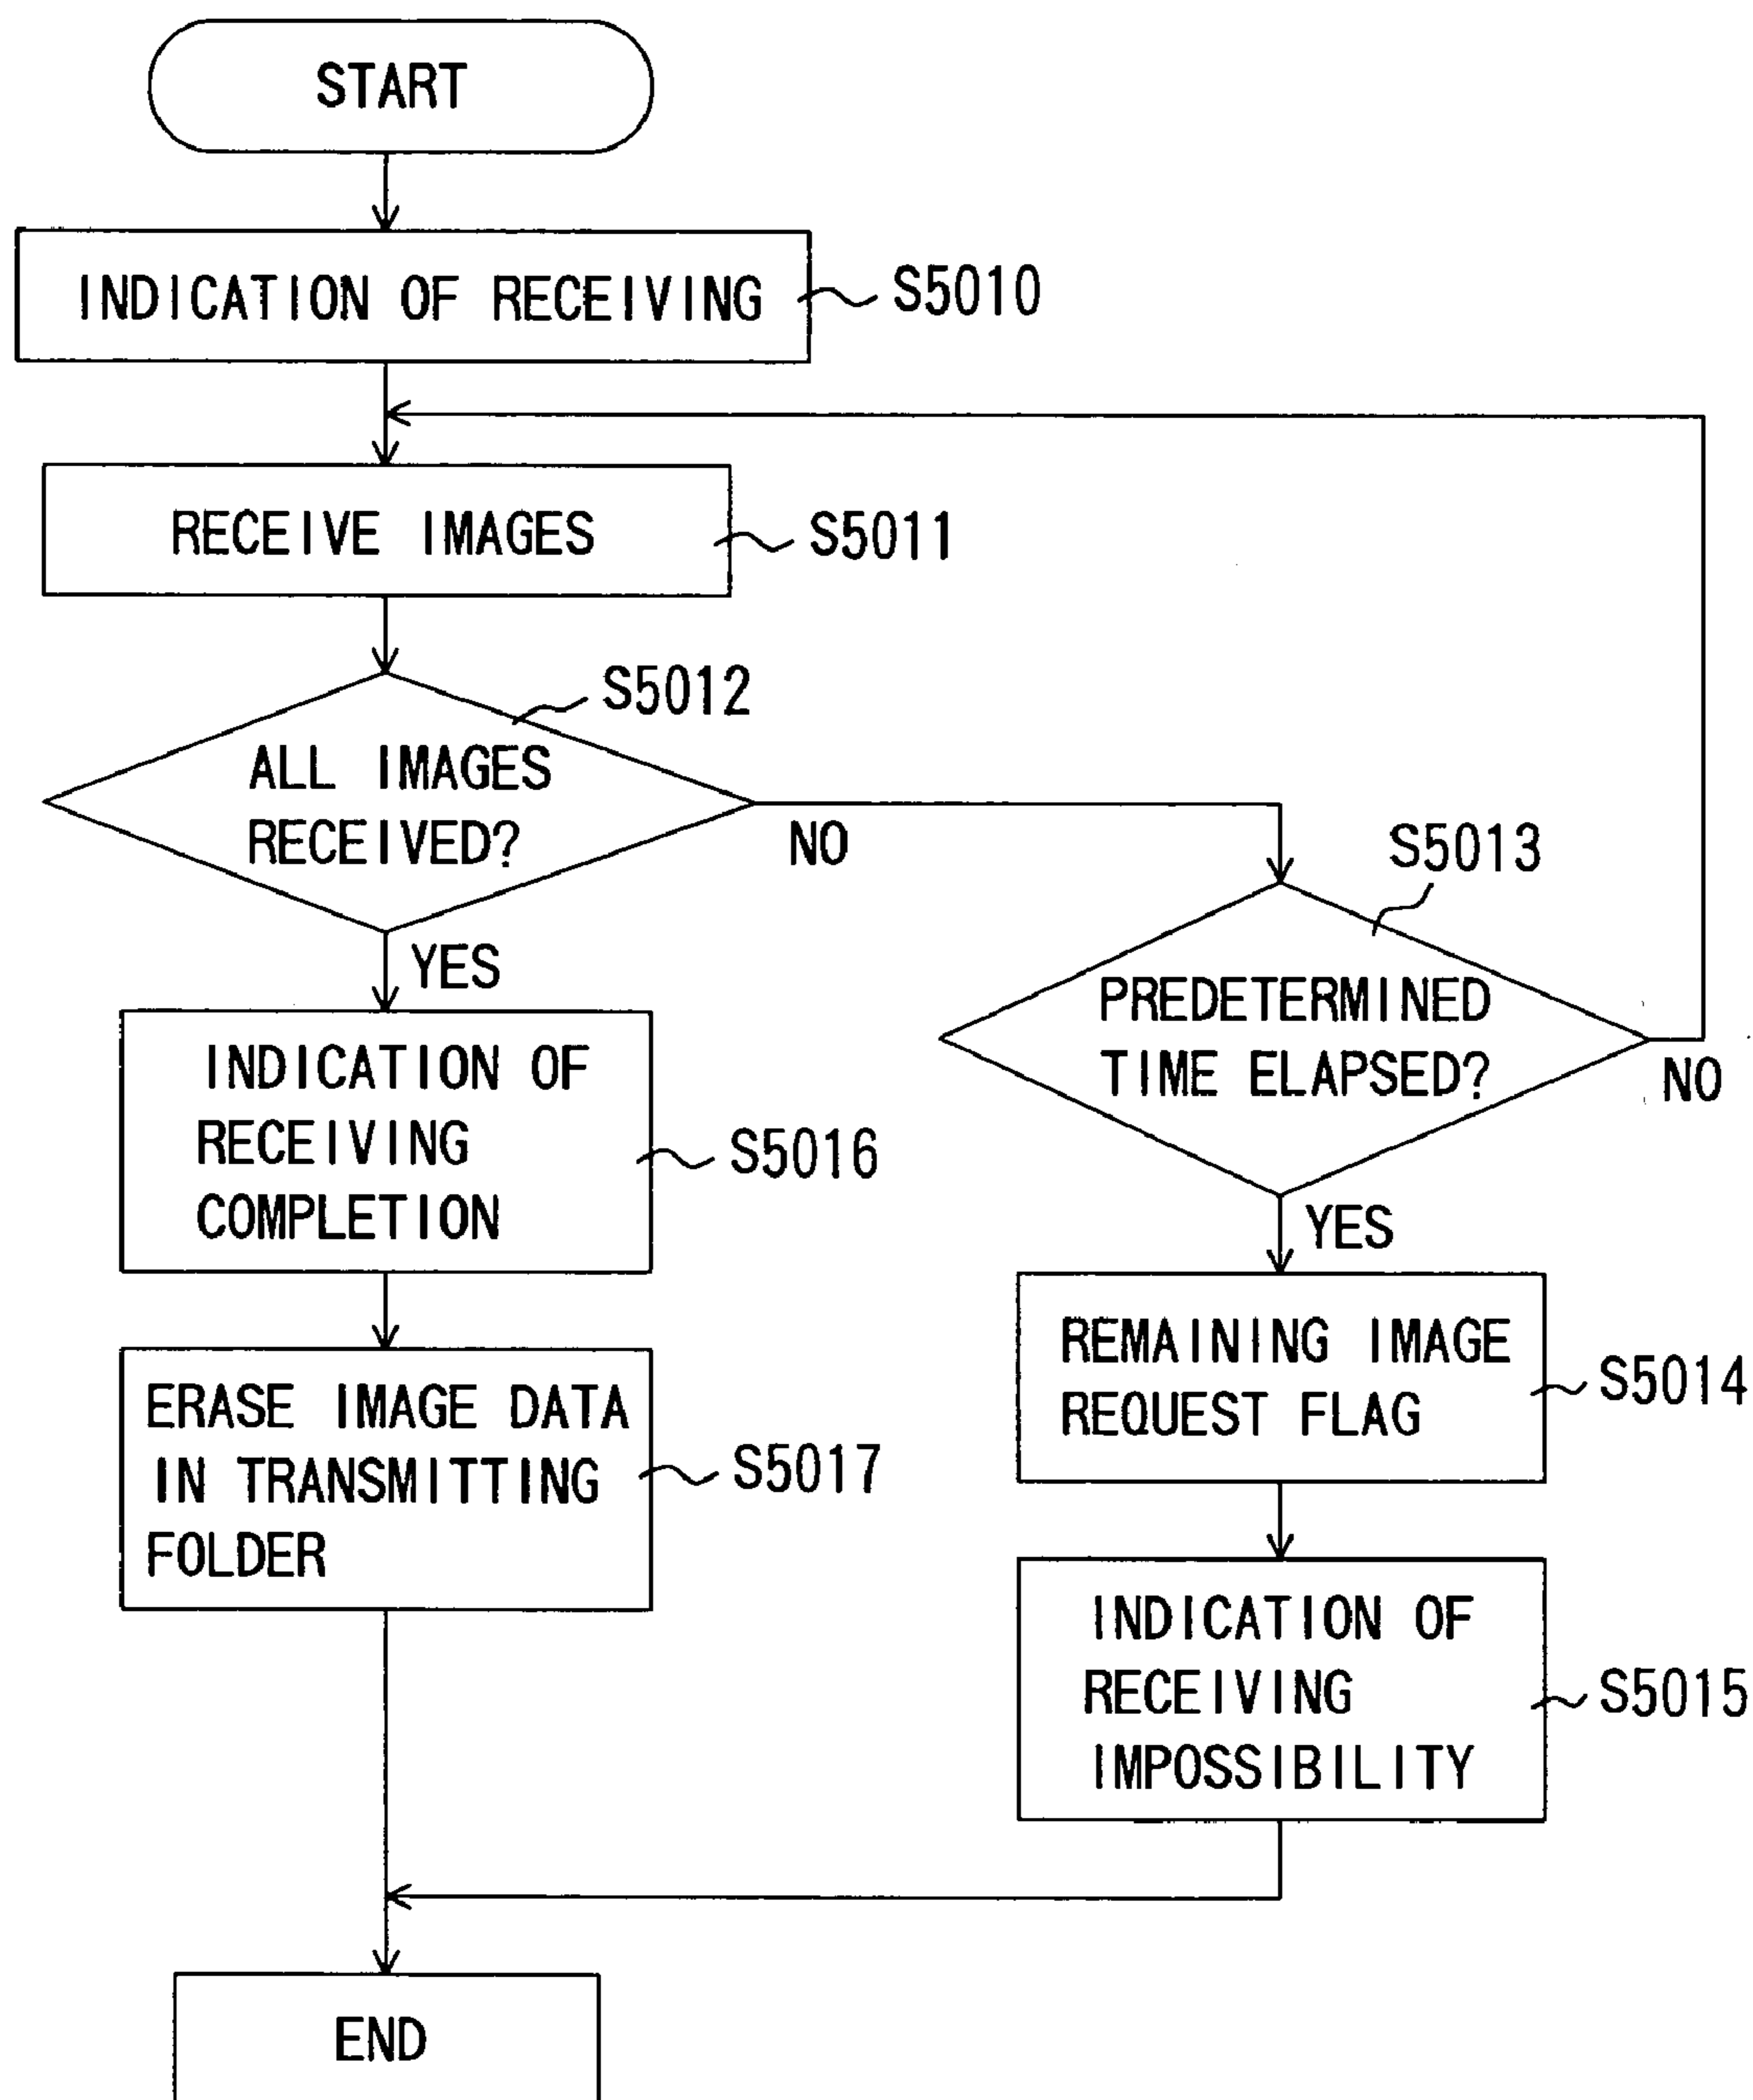 START
INDICATION OF RECEIVING
S5010
RECEIVE IMAGES
S5011
S5012
ALL IMAGES
RECEIVED?
NO
YES
S5013
PREDETERMINED
TIME ELAPSED?
NO
YES
INDICATION OF
RECEIVING
COMPLETION
S5016
REMAINING IMAGE
REQUEST FLAG
S5014
ERASE IMAGE DATA
IN TRANSMITTING
FOLDER
S5017
INDICATION OF
RECEIVING
IMPOSSIBILITY
S5015
END